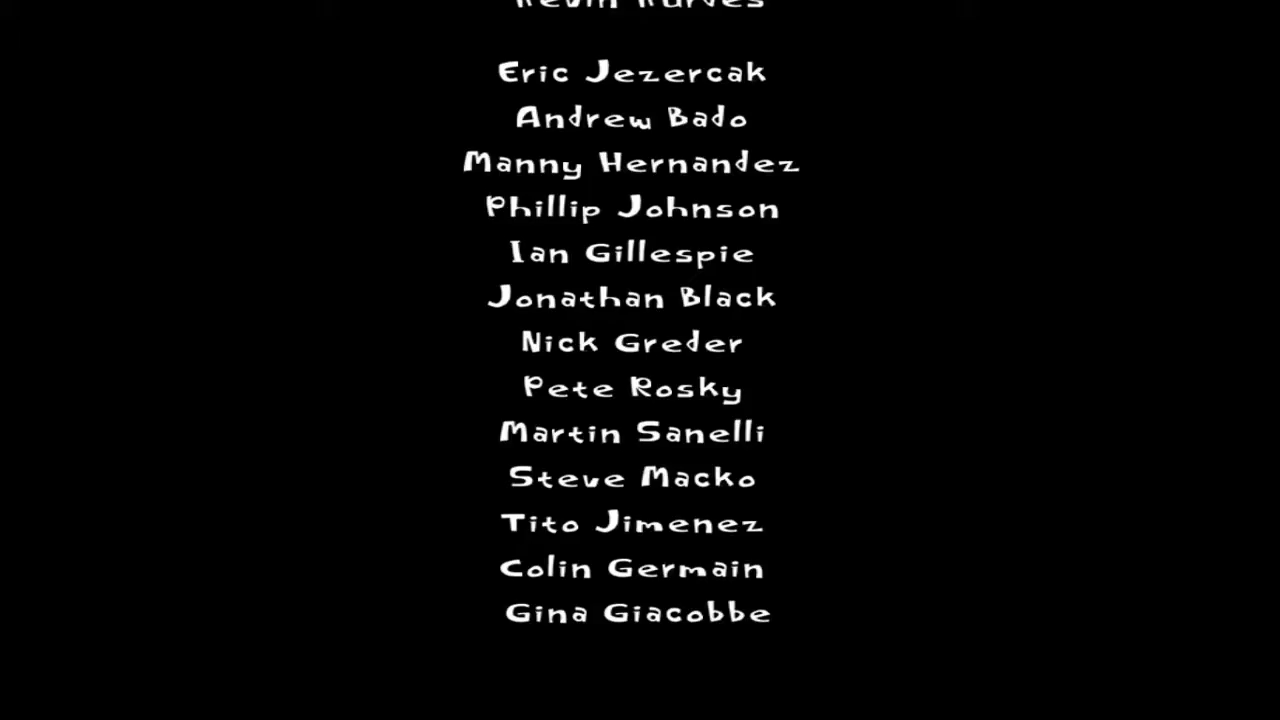 Eric Jezercak
Andrew Bado
Manny Hernandez
Phillip Johnson
Ian Gillespie
Jonathan Black
Nick Greder
Pete Rosky
Martin Sanelli
Steve Macko
Tito Jimenez
Colin Germain
Gina Giacobbe